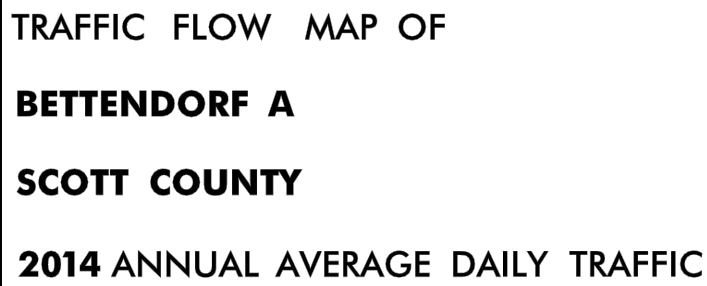 TRAFFIC FLOW MAP OF
BETTENDORF A
SCOTT COUNTY
2014 ANNUAL AVERAGE DAILY TRAFFIC